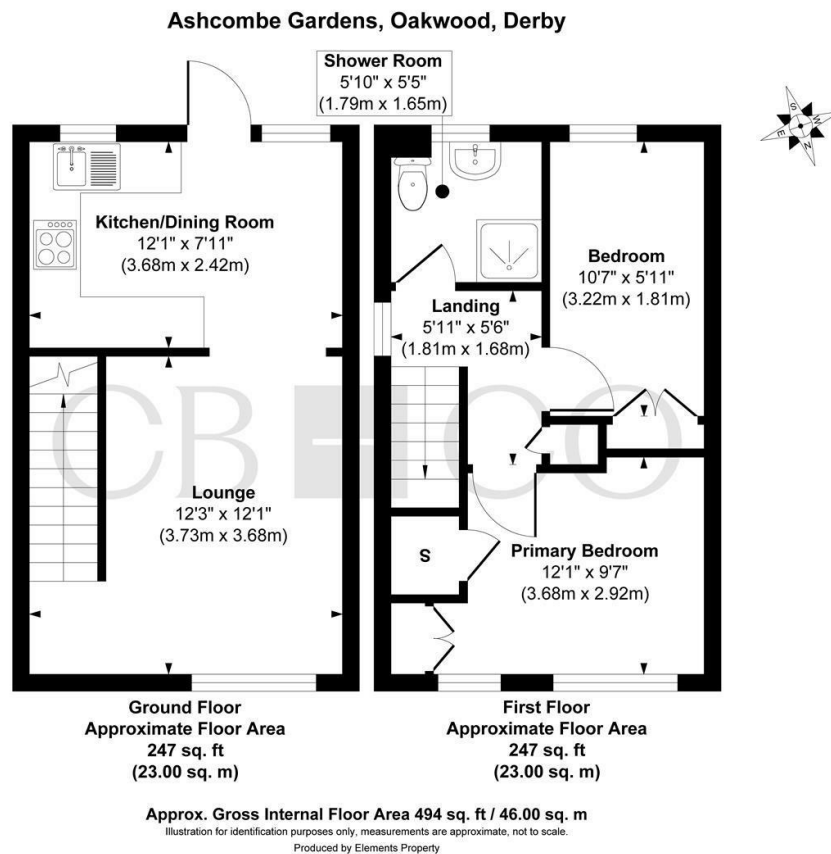 Ashcombe Gardens, Oakwood, Derby
Shower Room
5'10" x 5'5"
(1.79m x 1.65m)
S
W
E
N
Kitchen/Dining Room
12'1" x 7'11"
(3.68m x 2.42m)
Bedroom
10'7" x 5'11"
(3.22m x 1.81m)
Landing
5'11" x 5'6"
(1.81m x 1.68m)
CB H CO
Lounge
12'3" x 12'1"
(3.73m x 3.68m)
S
Primary Bedroom
12'1" x 9'7"
(3.68m x 2.92m)
Ground Floor
Approximate Floor Area
247 sq. ft
(23.00 sq. m)
First Floor
Approximate Floor Area
247 sq. ft
(23.00 sq. m)
Approx. Gross Internal Floor Area 494 sq. ft / 46.00 sq. m
Illustration for identification purposes only, measurements are approximate, not to scale.
Produced by Elements Property